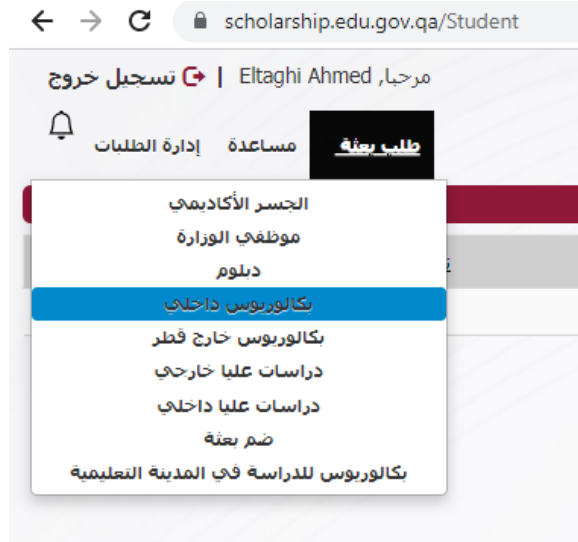 scholarship.edu.gov.qa/Student
مرحبا, Eltaghi Ahmed | تسجيل خروج
طلب بعثة مساعدة إدارة الطلبات
الجسر الأكاديمي
موظفي الوزارة
دبلوم
بكالوريوس داخلي
بكالوريوس خارج قطر
دراسات عليا خارجي
دراسات عليا داخلي
ضم بعثة
بكالوريوس للدراسة في المدينة التعليمية